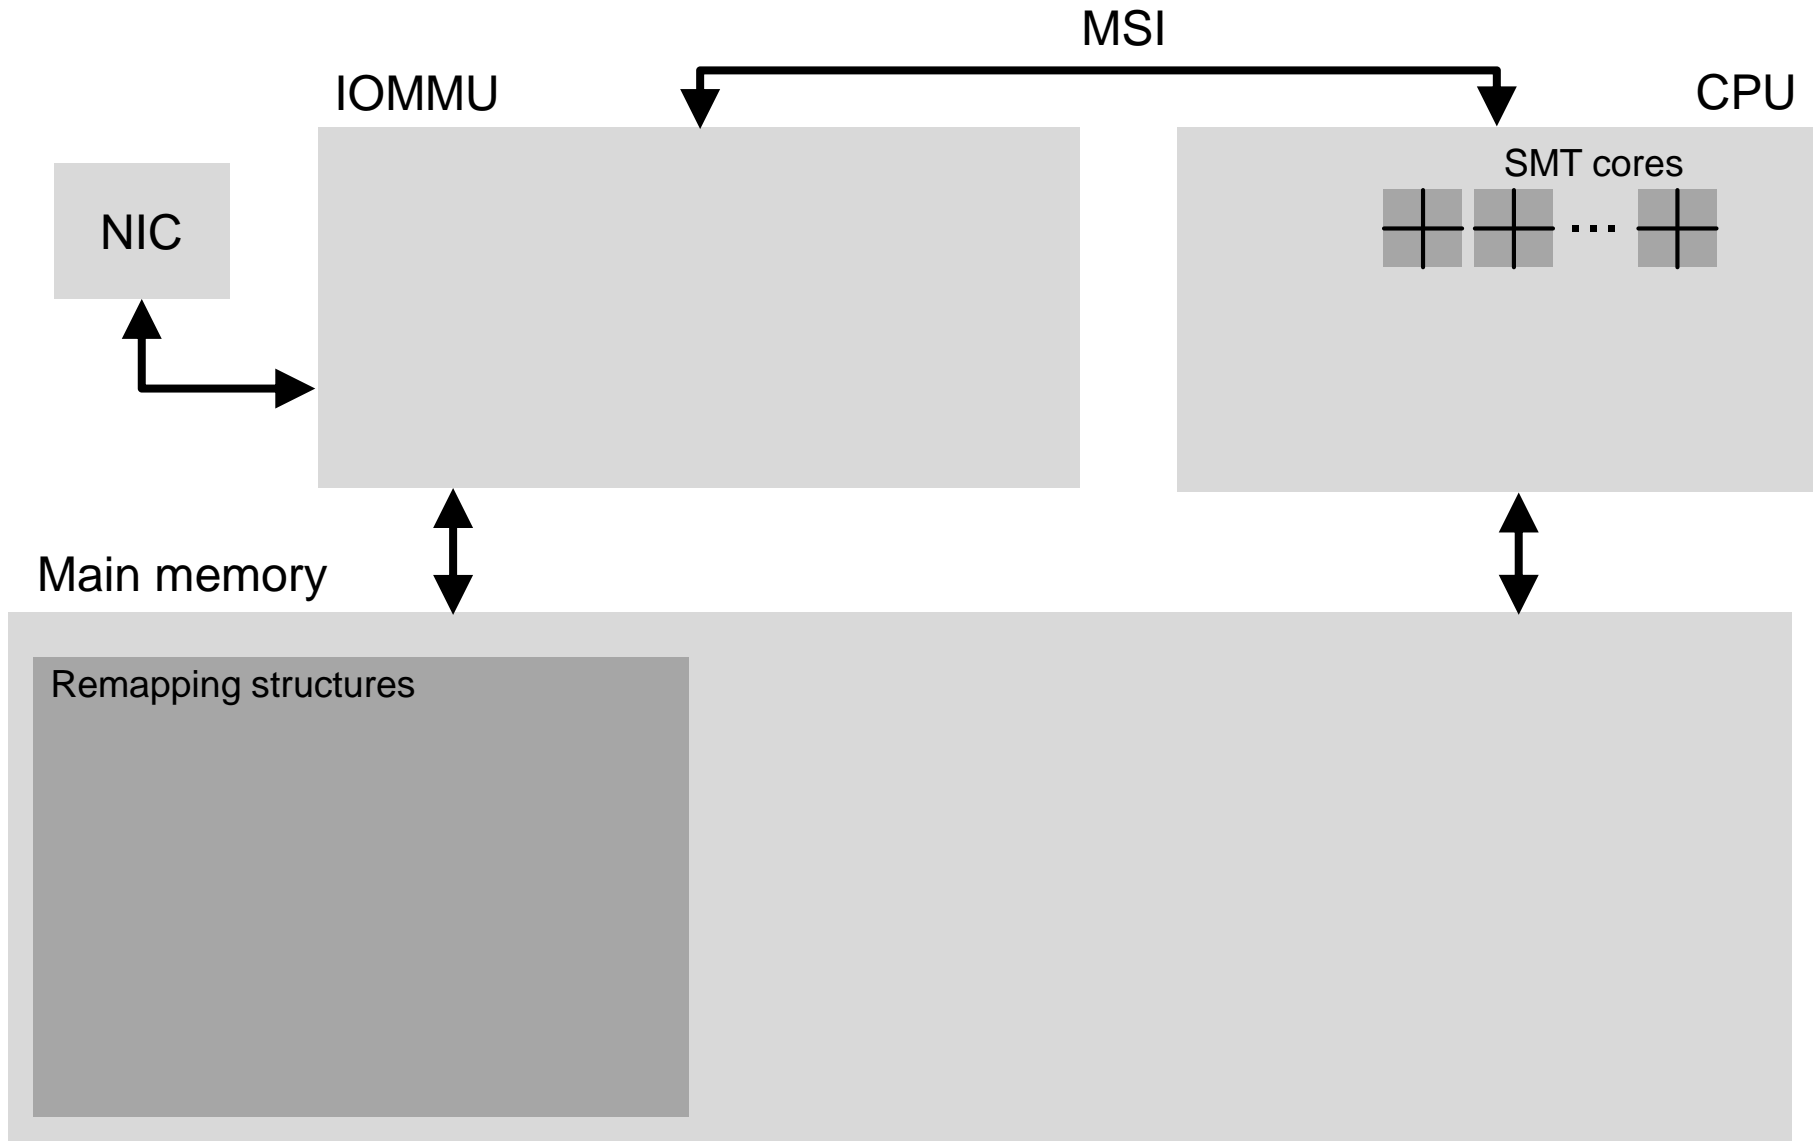 MSI
IOMMU
CPU
SMT cores
NIC
...
Main memory
Remapping structures